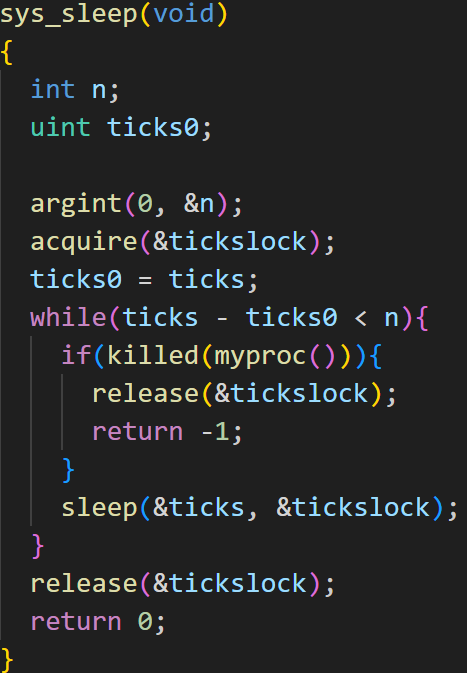 sys_sleep(void)
{
  int n;
  uint ticks0;

  argint(0, &n);
  acquire(&tickslock);
  ticks0 = ticks;
  while(ticks - ticks0 < n){
    if(killed(myproc())){
      release(&tickslock);
      return -1;
    }
    sleep(&ticks, &tickslock);
  }
  release(&tickslock);
  return 0;
}